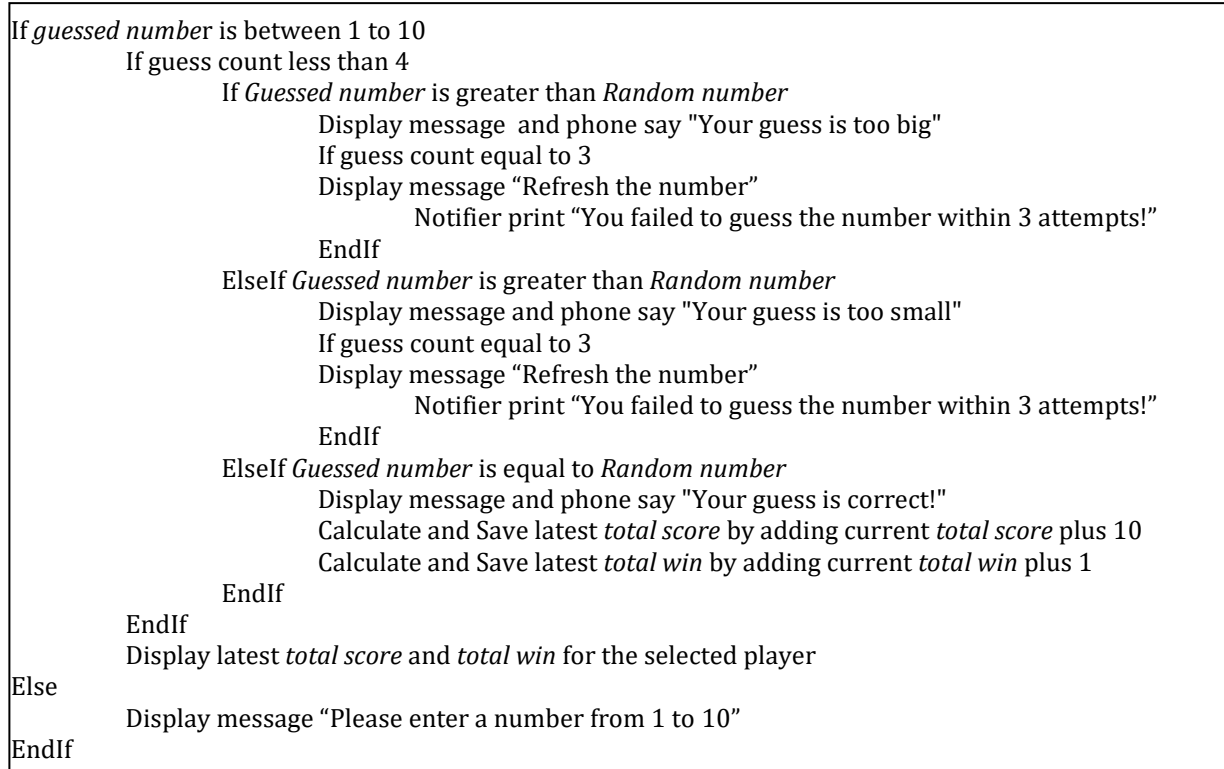 If guessed number is between 1 to 10
If guess count less than 4
If Guessed number is greater than Random number
Display message  and phone say "Your guess is too big"
If guess count equal to 3
Display message “Refresh the number”
Notifier print “You failed to guess the number within 3 attempts!”
EndIf
ElseIf Guessed number is greater than Random number
Display message and phone say "Your guess is too small"
If guess count equal to 3
Display message “Refresh the number”
Notifier print “You failed to guess the number within 3 attempts!”
EndIf
ElseIf Guessed number is equal to Random number
Display message and phone say "Your guess is correct!"
Calculate and Save latest total score by adding current total score plus 10
Calculate and Save latest total win by adding current total win plus 1
EndIf
EndIf
Display latest total score and total win for the selected player
Else
Display message “Please enter a number from 1 to 10”
EndIf